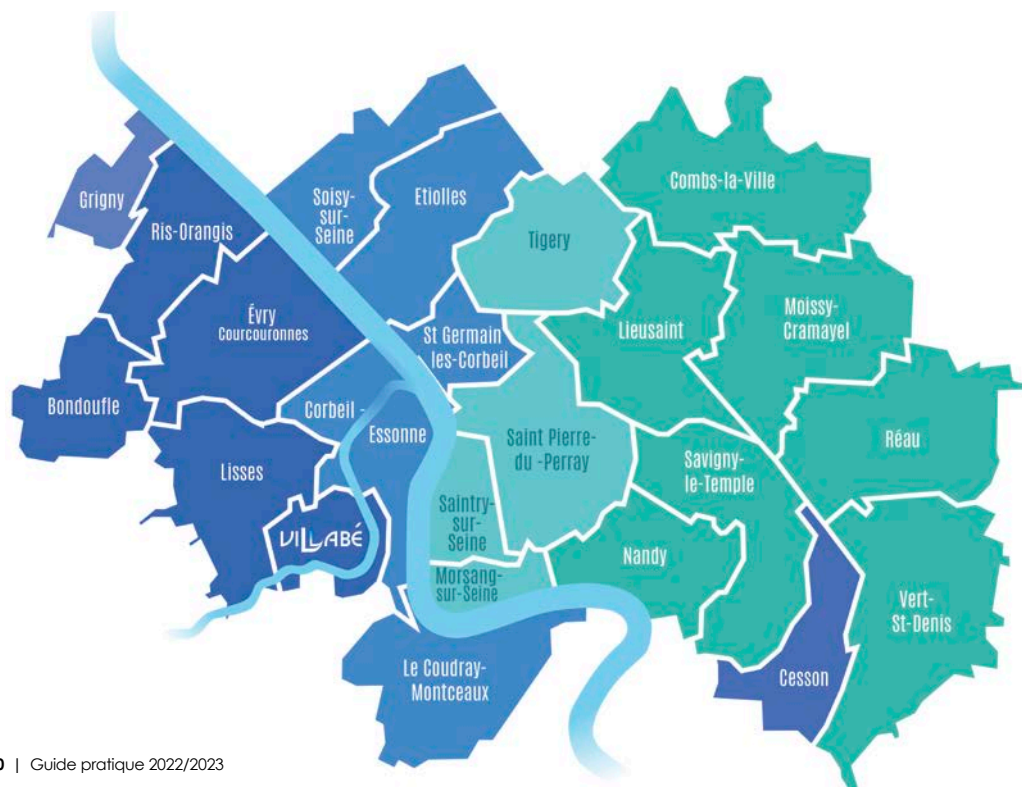 Grigny
Ris-Orangis
Soisy-
sur-
Seine
Etiolles
Tigery
Combs-la-Ville
Évry
Courcouronnes
St Germain
les-Corbeil
Lieusaint
Moissy-
Cramayel
Bondoufle
Corbeil -
Essonne
Lisses
Saint Pierre-
du -Perray
Savigny-
le-Temple
Réau
VILLABÉ
Saintry-
sur-
Seine
Morsang-
sur-Seine
Nandy
Vert-
St-Denis
Le Coudray-
Montceaux
Cesson
0 | Guide pratique 2022/2023